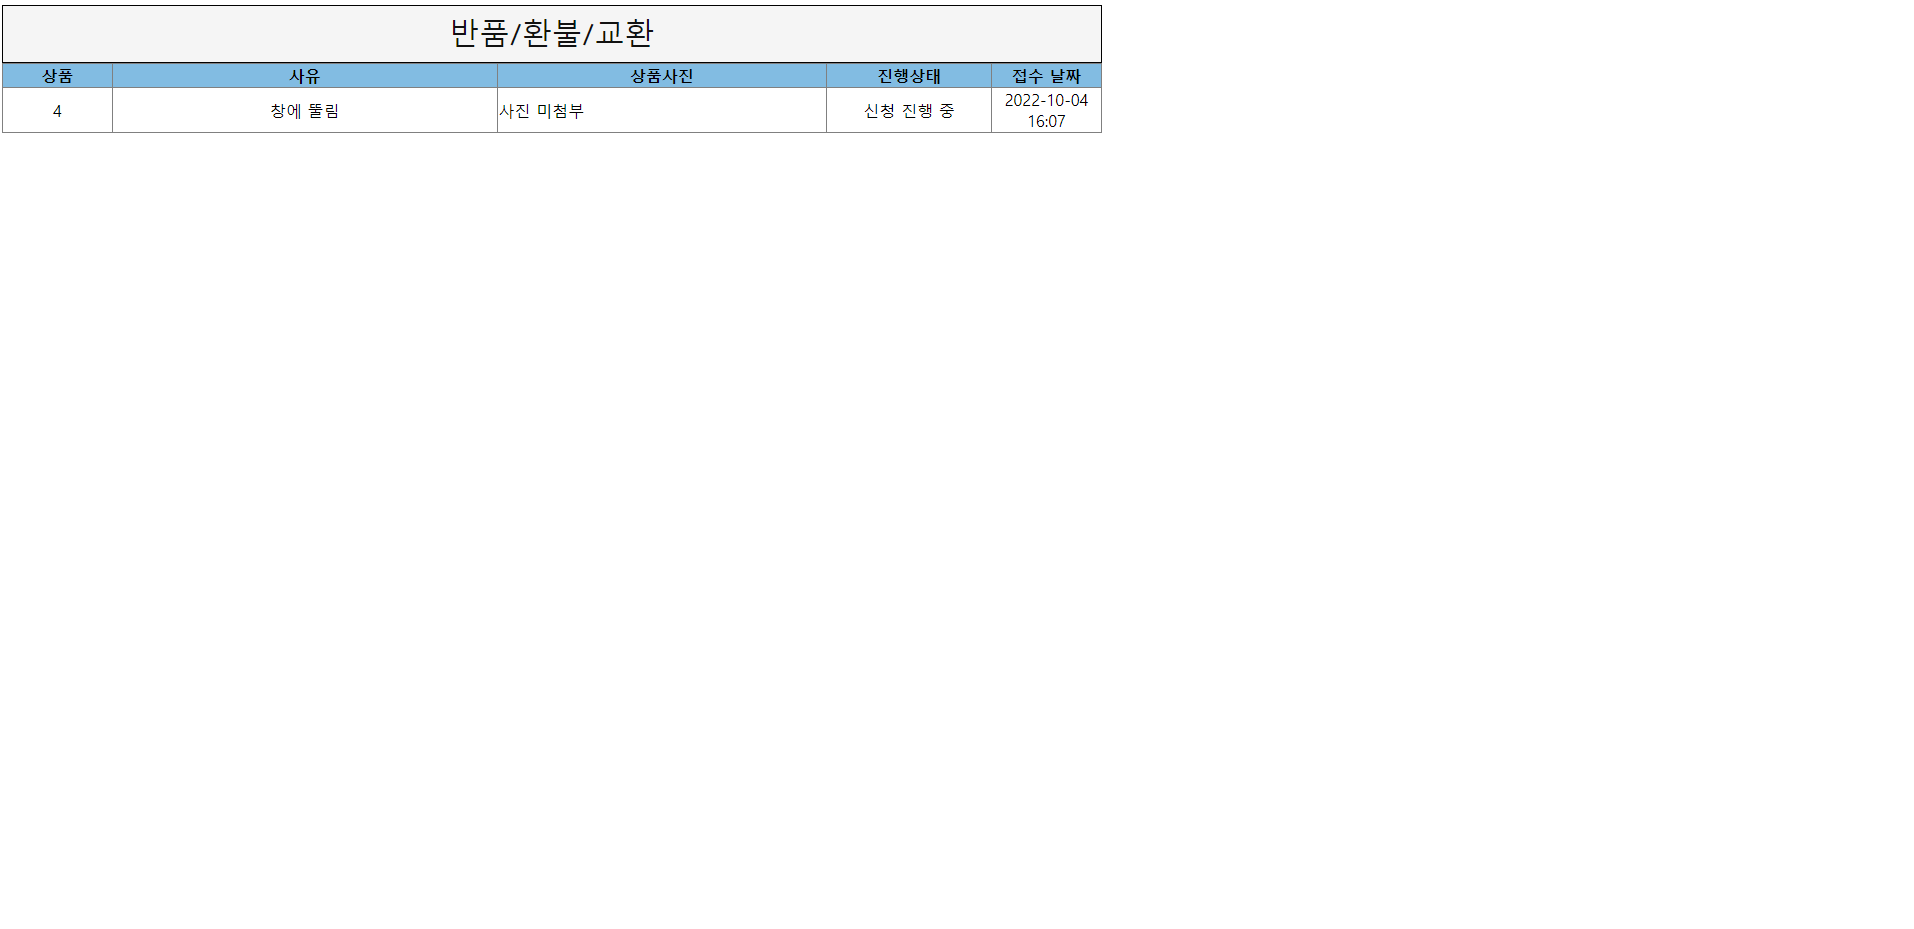 반품/환불/교환
상품 사유 상품사진 진행상태 접수 날짜
4 창에 뚤림 사진 미첨부 신청 진행 중 2022-10-04
16:07